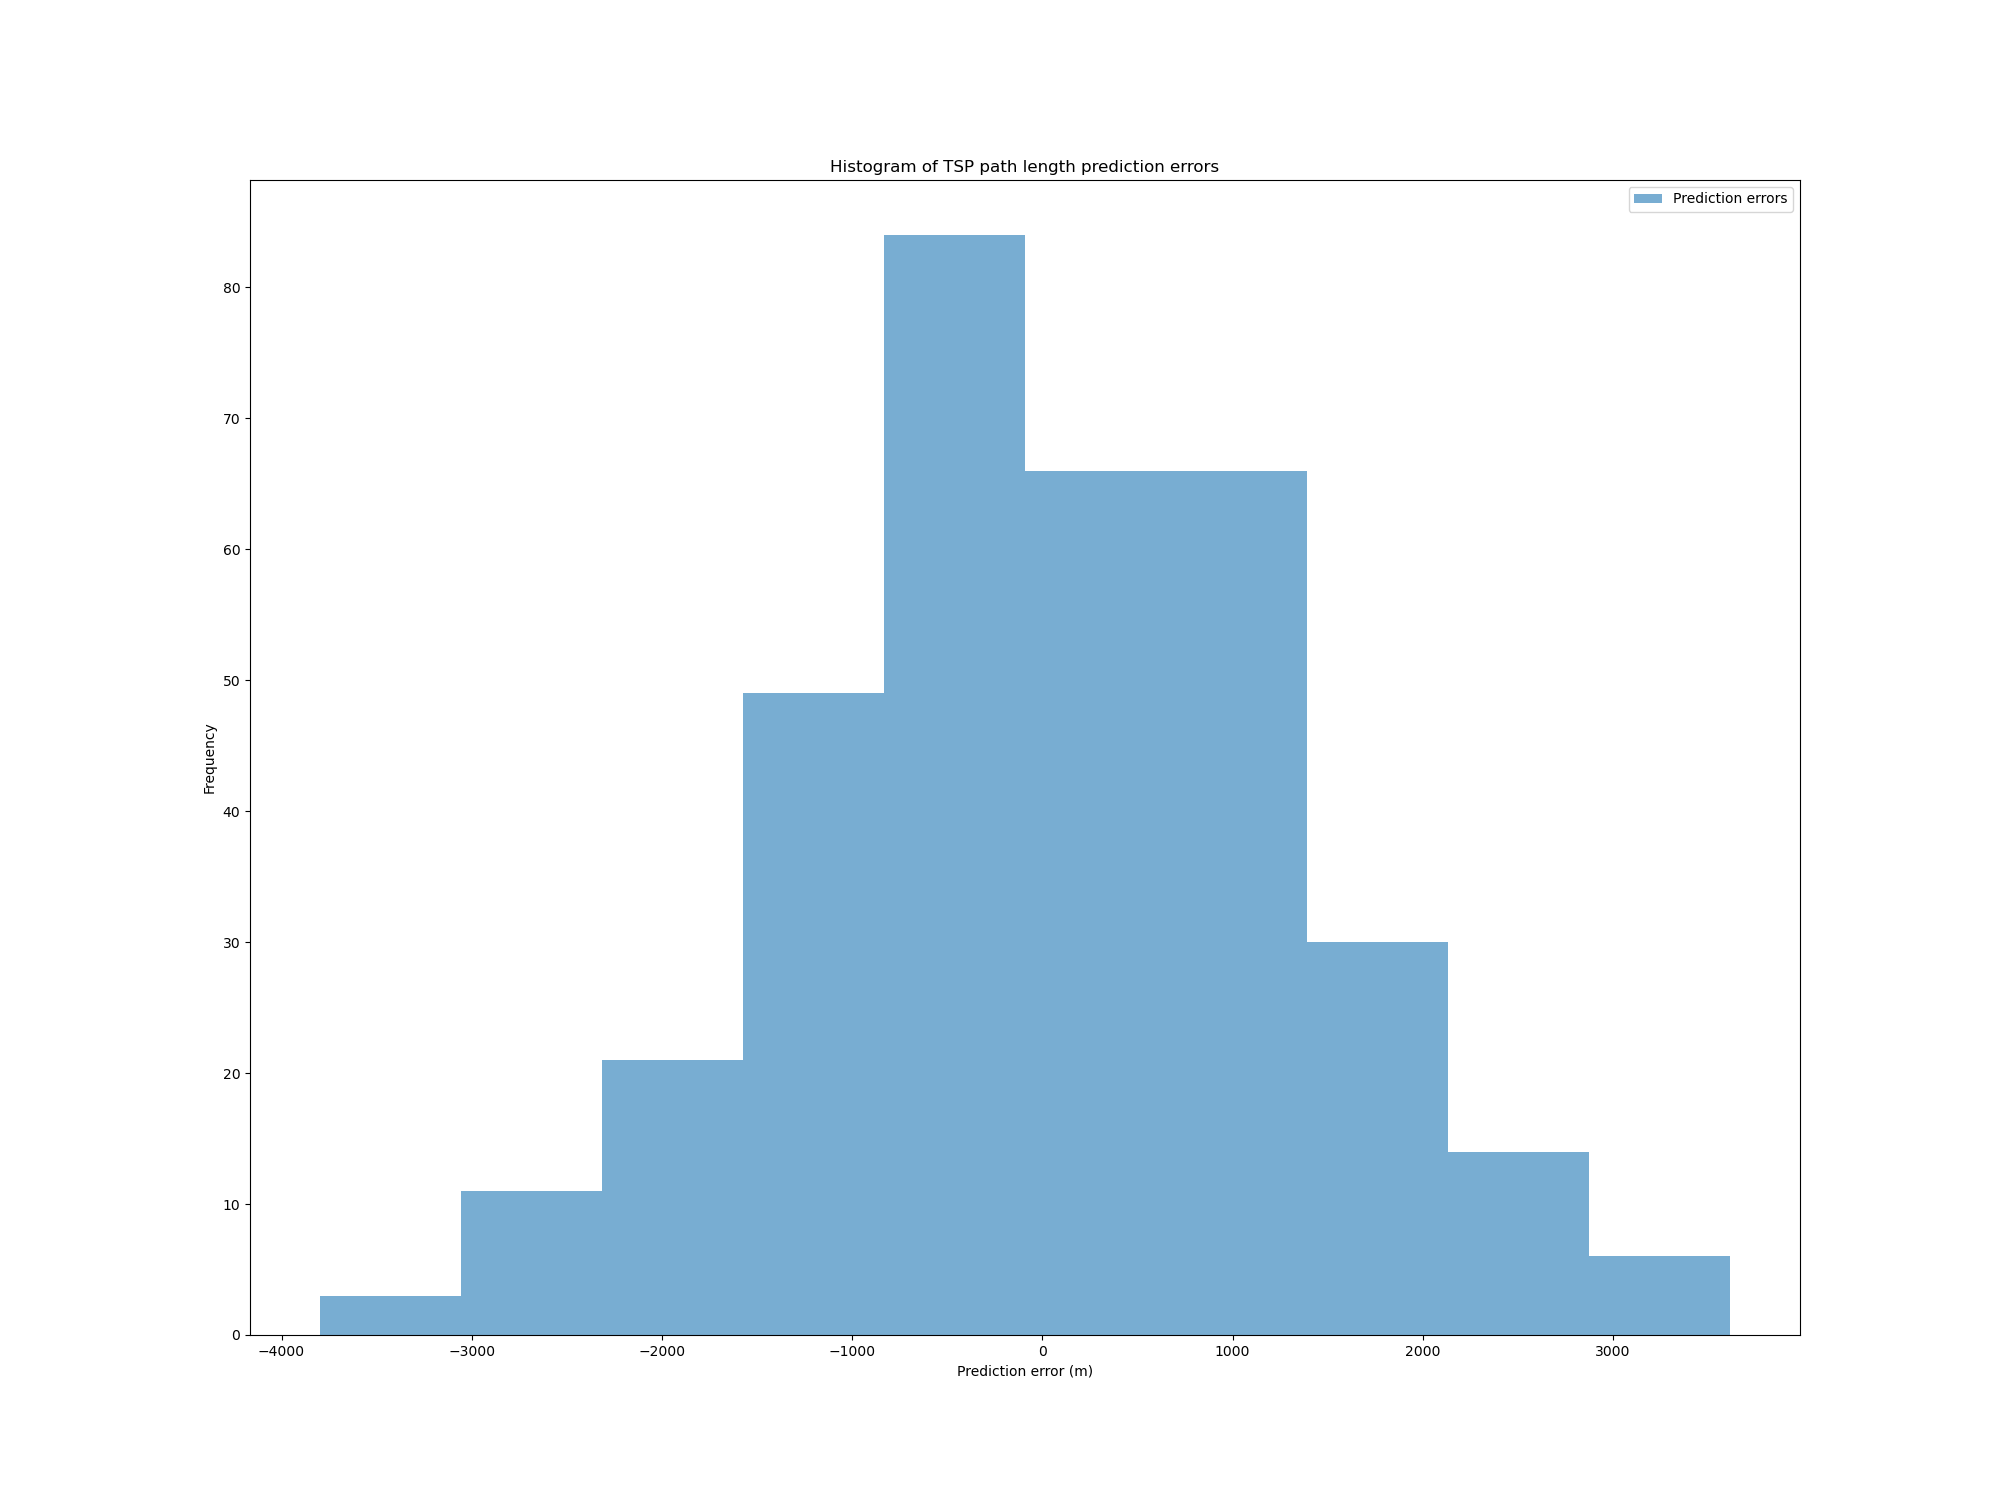 Histogram of TSP path length prediction errors
Prediction errors
80
70
60
50
40
30
20
10
0
Frequency
−4000 −3000 −2000 −1000 0 1000 2000 3000
Prediction error (m)